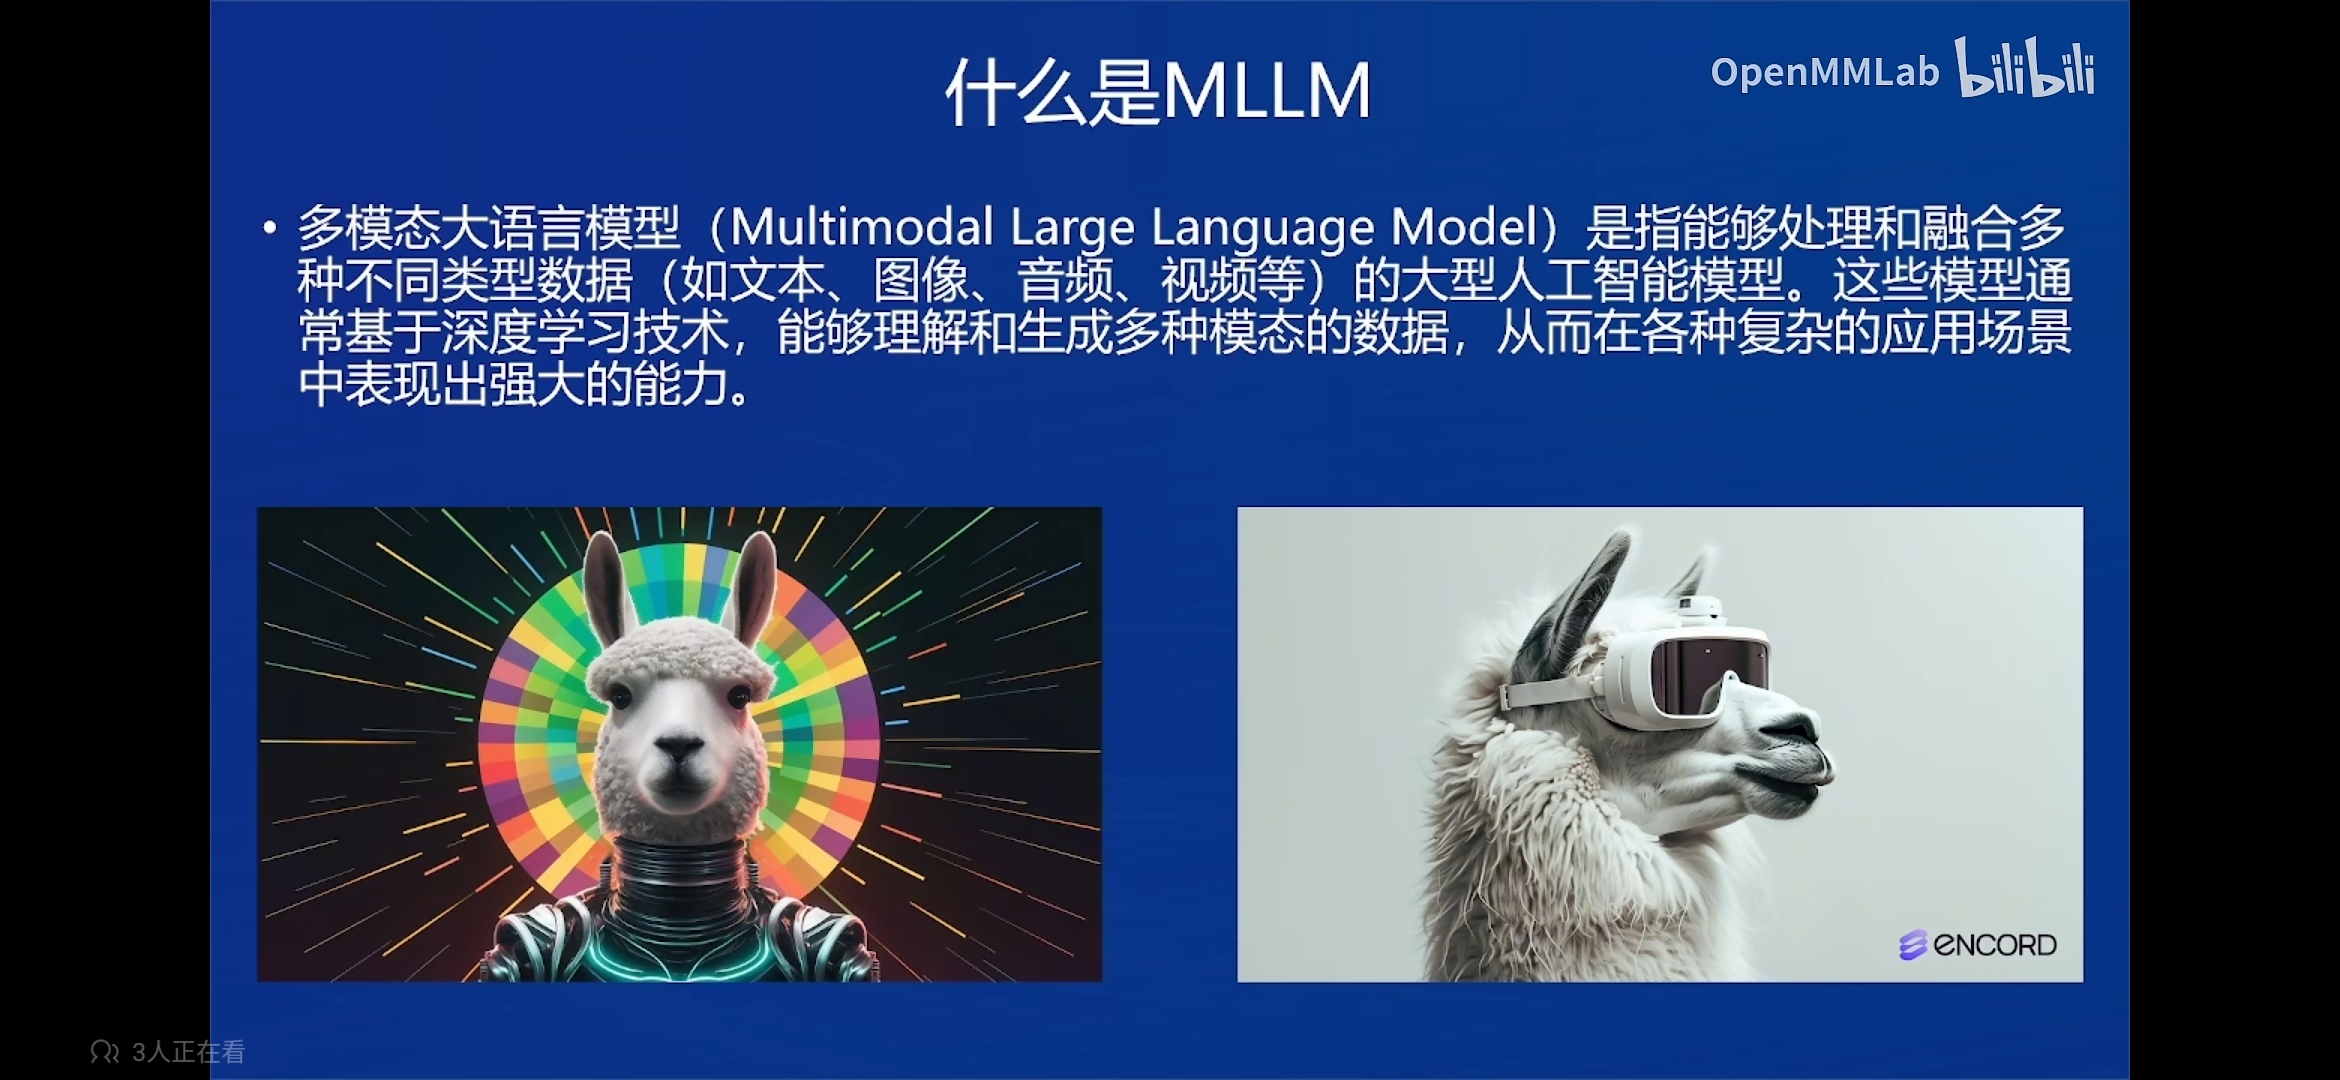 什么是MLLM
OpenMMLab bilibili
• 多模态大语言模型（Multimodal Large Language Model）是指能够处理和融合多
种不同类型数据（如文本、图像、音频、视频等）的大型人工智能模型。这些模型通
常基于深度学习技术，能够理解和生成多种模态的数据，从而在各种复杂的应用场景
中表现出强大的能力。
ENCORD
3人正在看